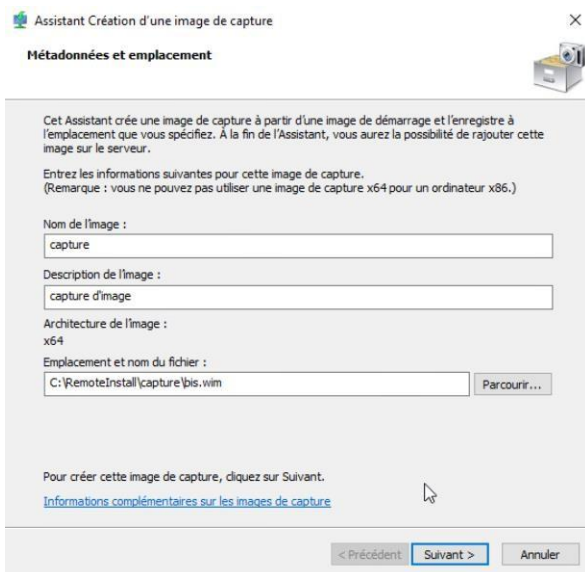 Assistant Création d'une image de capture
Métadonnées et emplacement
Cet Assistant crée une image de capture à partir d'une image de démarrage et l'enregistre à
l'emplacement que vous spécifiez. À la fin de l'Assistant, vous aurez la possibilité de rajouter cette
image sur le serveur.
Entrez les informations suivantes pour cette image de capture.
(Remarque : vous ne pouvez pas utiliser une image de capture x64 pour un ordinateur x86.)
Nom de l'image :
capture
Description de l'image :
capture d'image
Architecture de l'image :
x64
Emplacement et nom du fichier :
C:\RemoteInstall\capture\bis.wim
Parcourir...
Pour créer cette image de capture, cliquez sur Suivant.
Informations complémentaires sur les images de capture
< Précédent Suivant > Annuler